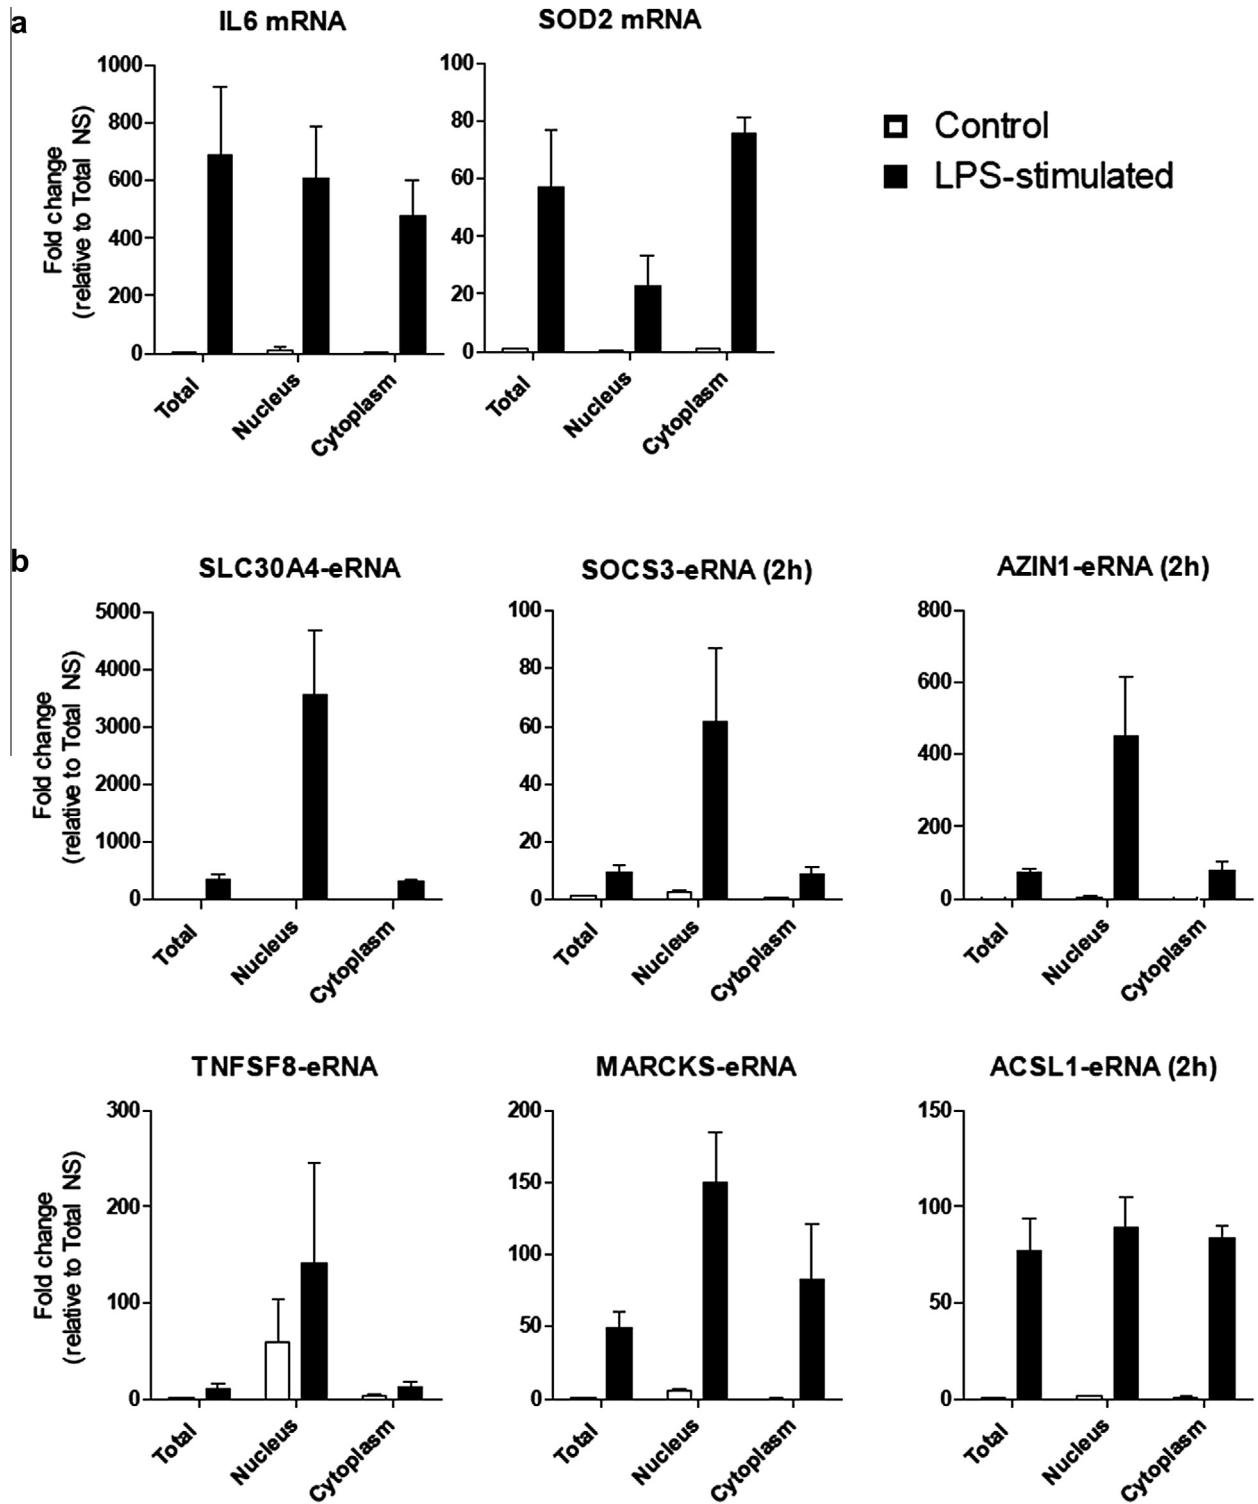 a
IL6 mRNA
SOD2 mRNA
Fold change
(relative to Total NS)
1000
800
600
400
200
0
Total
Nucleus
Cytoplasm
100
80
60
40
20
0
Total
Nucleus
Cytoplasm
Control
LPS-stimulated
b
SLC30A4-eRNA
SOCS3-eRNA (2h)
AZIN1-eRNA (2h)
Fold change
(relative to Total NS)
5000
4000
3000
2000
1000
0
Total
Nucleus
Cytoplasm
100
80
60
40
20
0
Total
Nucleus
Cytoplasm
800
600
400
200
0
Total
Nucleus
Cytoplasm
TNFSF8-eRNA
MARCKS-eRNA
ACSL1-eRNA (2h)
Fold change
(relative to Total NS)
300
200
100
0
Total
Nucleus
Cytoplasm
200
150
100
50
0
Total
Nucleus
Cytoplasm
150
100
50
0
Total
Nucleus
Cytoplasm